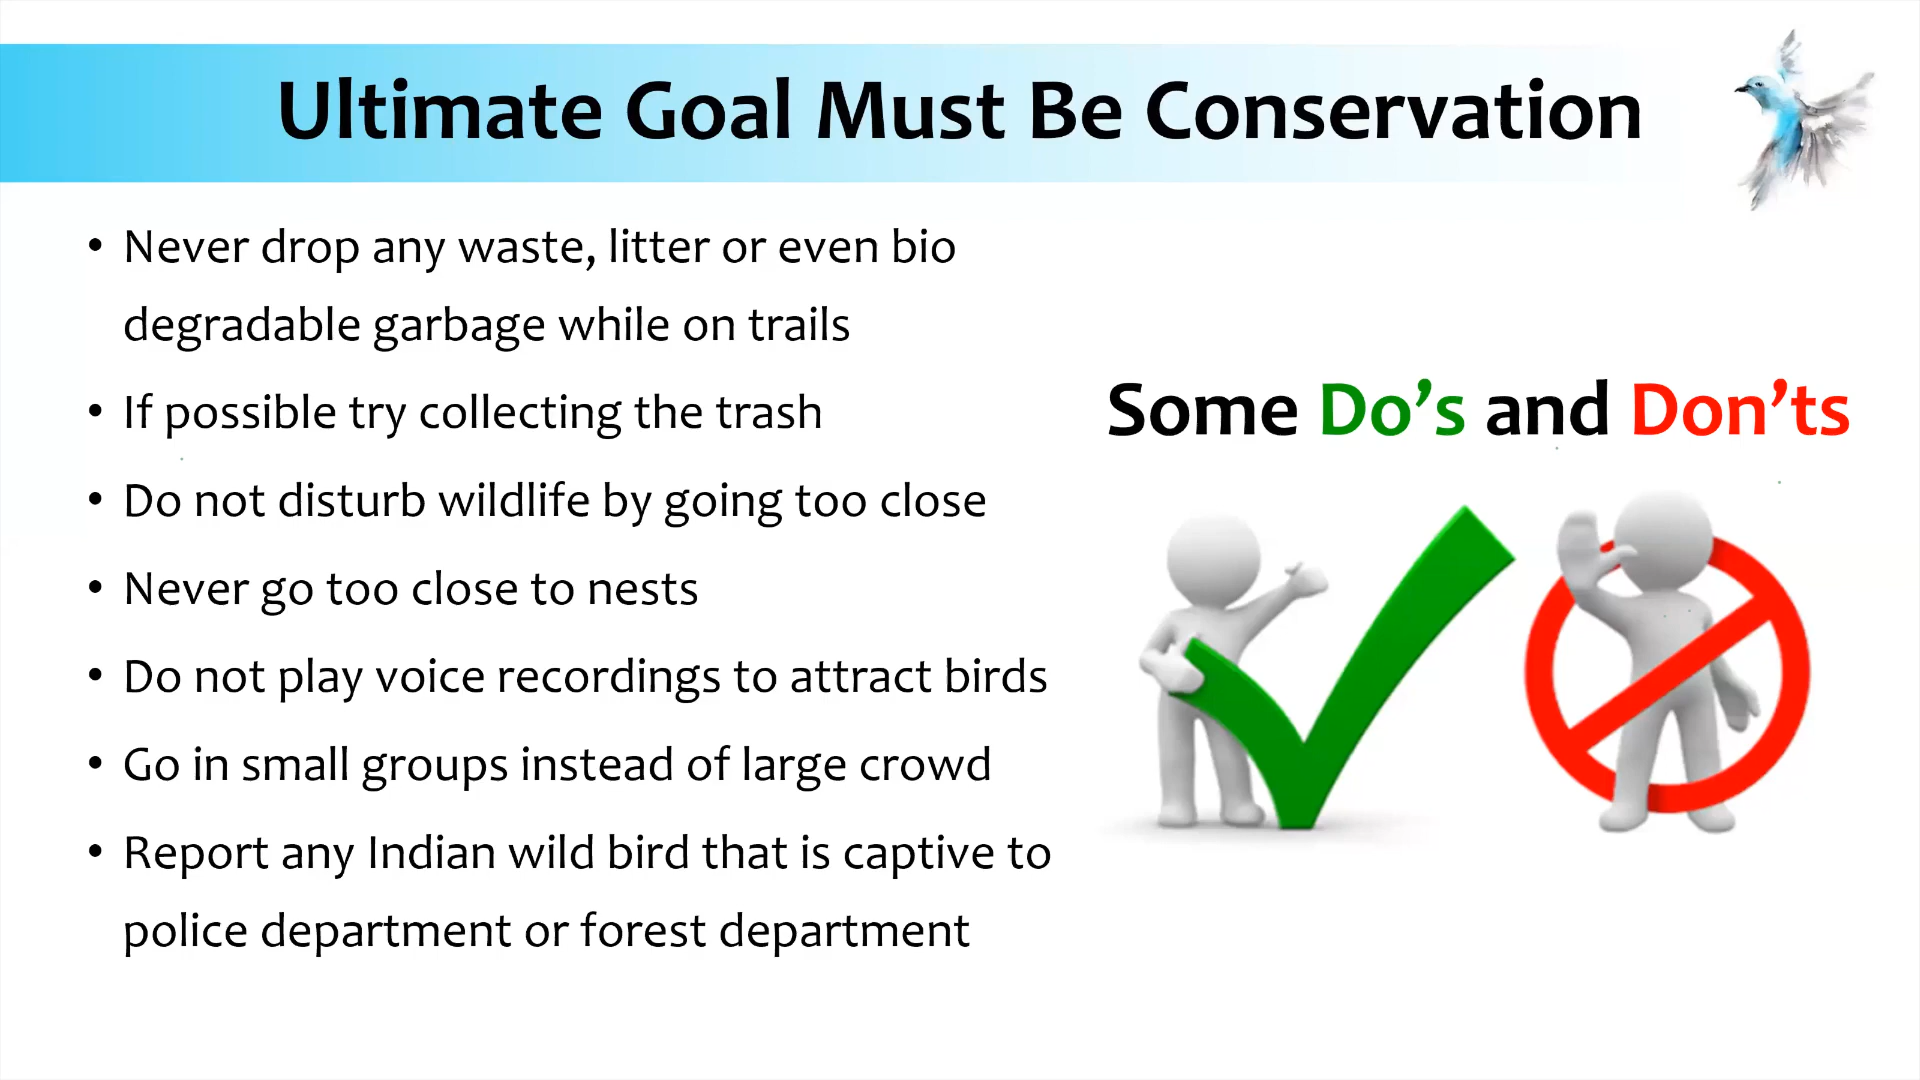 Ultimate Goal Must Be Conservation
• Never drop any waste, litter or even bio
degradable garbage while on trails
• If possible try collecting the trash
• Do not disturb wildlife by going too close
• Never go too close to nests
• Do not play voice recordings to attract birds
• Go in small groups instead of large crowd
• Report any Indian wild bird that is captive to
police department or forest department
Some Do’s and Don’ts